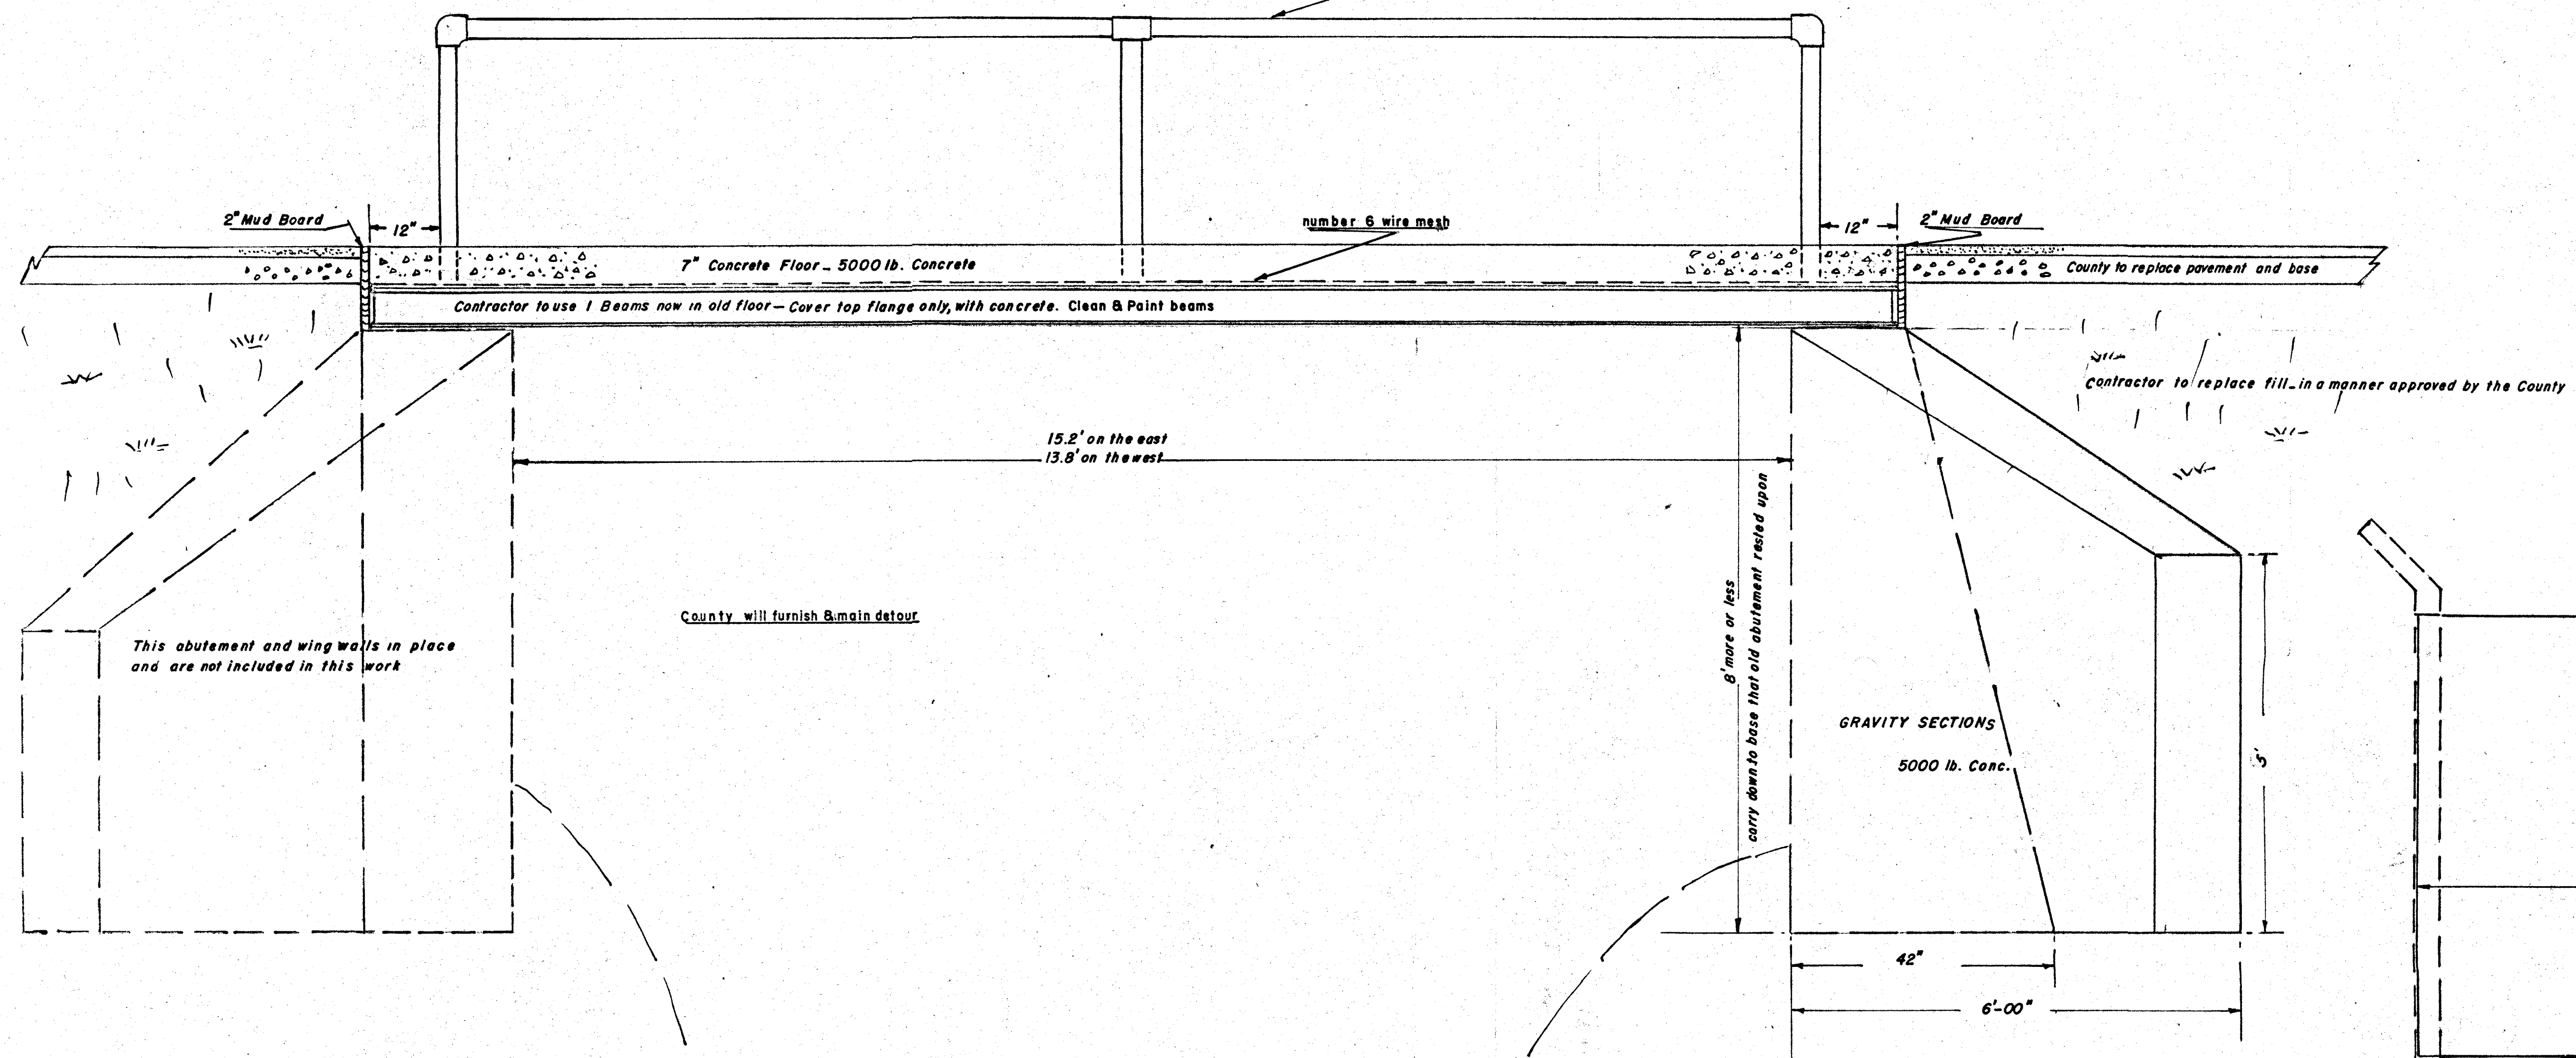 2" Mud Board
12"
number 6 wire mesh
12"
2" Mud Board
7" Concrete Floor - 5000 lb. Concrete
County to replace pavement and base
Contractor to use I Beams now in old floor - Cover top flange only, with concrete. Clean & Paint beams
Contractor to replace fill - in a manner approved by the County
15.2' on the east
13.8' on the west
8' more or less
carry down to base that old abutement rested upon
County will furnish & main detour
This abutement and wing walls in place
and are not included in this work
GRAVITY SECTIONS
5000 lb. Conc.
5'
42"
6'-00"